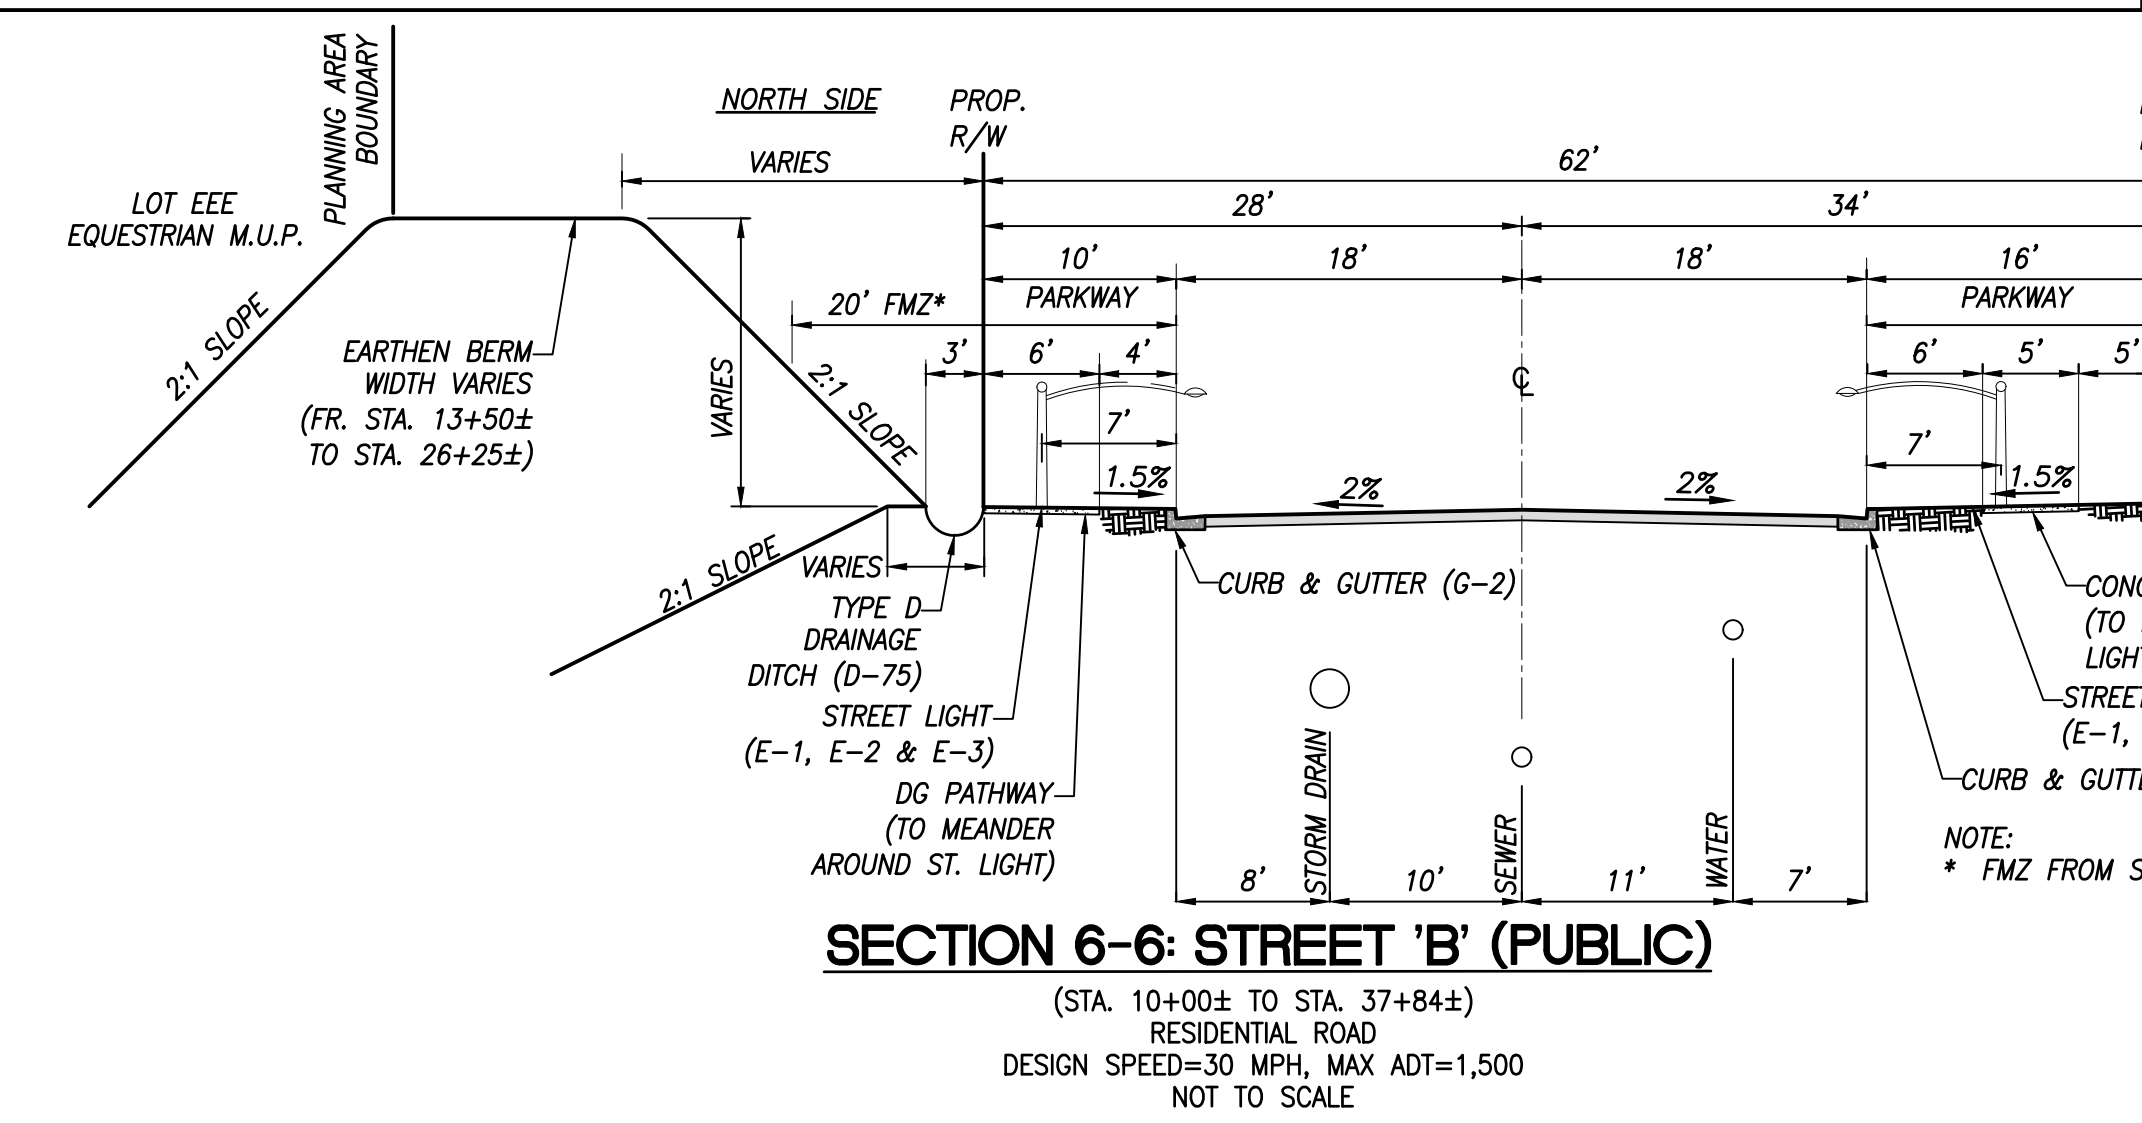 PLANNING AREA
BOUNDARY
NORTH SIDE
PROP.
R/W
VARIES
62'
LOT EEE
EQUESTRIAN M.U.P.
28'
34'
10'
18'
18'
16'
PARKWAY
PARKWAY
20' FMZ*
2:1 SLOPE
EARTHEN BERM
WIDTH VARIES
(FR. STA. 13+50±
TO STA. 26+25±)
VARIES
2:1 SLOPE
3'
6'
4'
℄
6'
5'
5'
7'
7'
1.5%
2%
2%
1.5%
2:1 SLOPE
VARIES
TYPE D
DRAINAGE
DITCH (D-75)
CURB & GUTTER (G-2)
STREET LIGHT
(E-1, E-2 & E-3)
DG PATHWAY
(TO MEANDER
AROUND ST. LIGHT)
STORM DRAIN
SEWER
WATER
(TO
(E-1,
CURB &
NOTE:
* FMZ FROM
8'
10'
11'
7'
SECTION 6-6: STREET 'B' (PUBLIC)
(STA. 10+00± TO STA. 37+84±)
RESIDENTIAL ROAD
DESIGN SPEED=30 MPH, MAX ADT=1,500
NOT TO SCALE